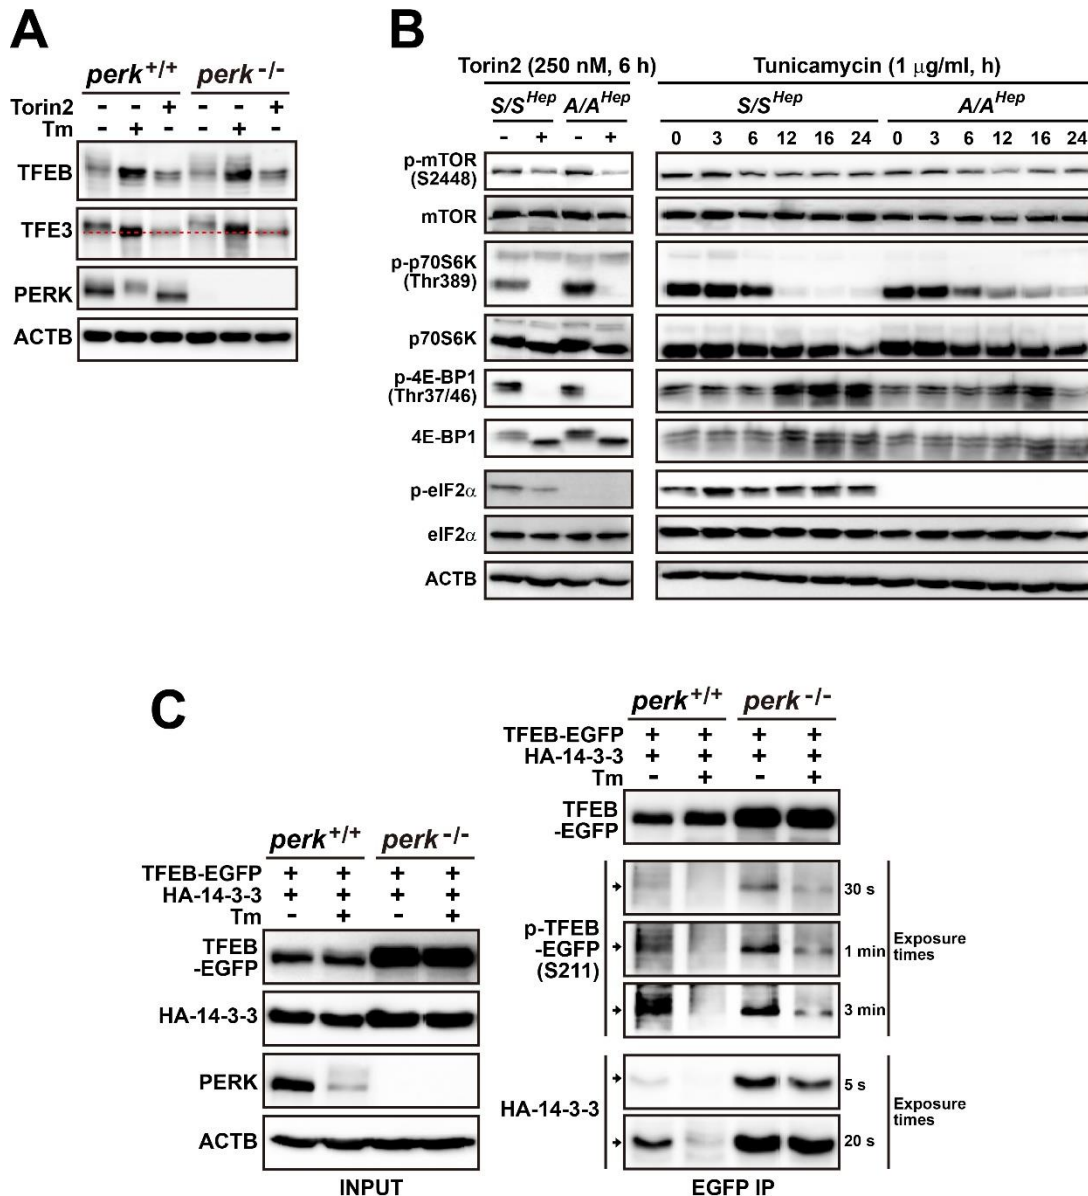 A
perk+/+ perk-/-
Torin2 - - + - - +
Tm - + - - + -
TFEB
TFE3
PERK
ACTB
B
Torin2 (250 nM, 6 h) Tunicamycin (1 μg/ml, h)
S/SHep A/AHep S/SHep A/AHep
- + - + 0 3 6 12 16 24 0 3 6 12 16 24
p-mTOR
(S2448)
mTOR
p-p70S6K
(Thr389)
p70S6K
p-4E-BP1
(Thr37/46)
4E-BP1
p-eIF2α
eIF2α
ACTB
C
perk+/+ perk-/-
TFEB-EGFP + + + +
HA-14-3-3 + + + +
Tm - + - +
TFEB
-EGFP
HA-14-3-3
PERK
ACTB
INPUT
perk+/+ perk-/-
TFEB-EGFP + + + +
HA-14-3-3 + + + +
Tm - + - +
TFEB
-EGFP
p-TFEB
-EGFP
(S211)
30 s
1 min
3 min
Exposure
times
HA-14-3-3
5 s
20 s
Exposure
times
EGFP IP